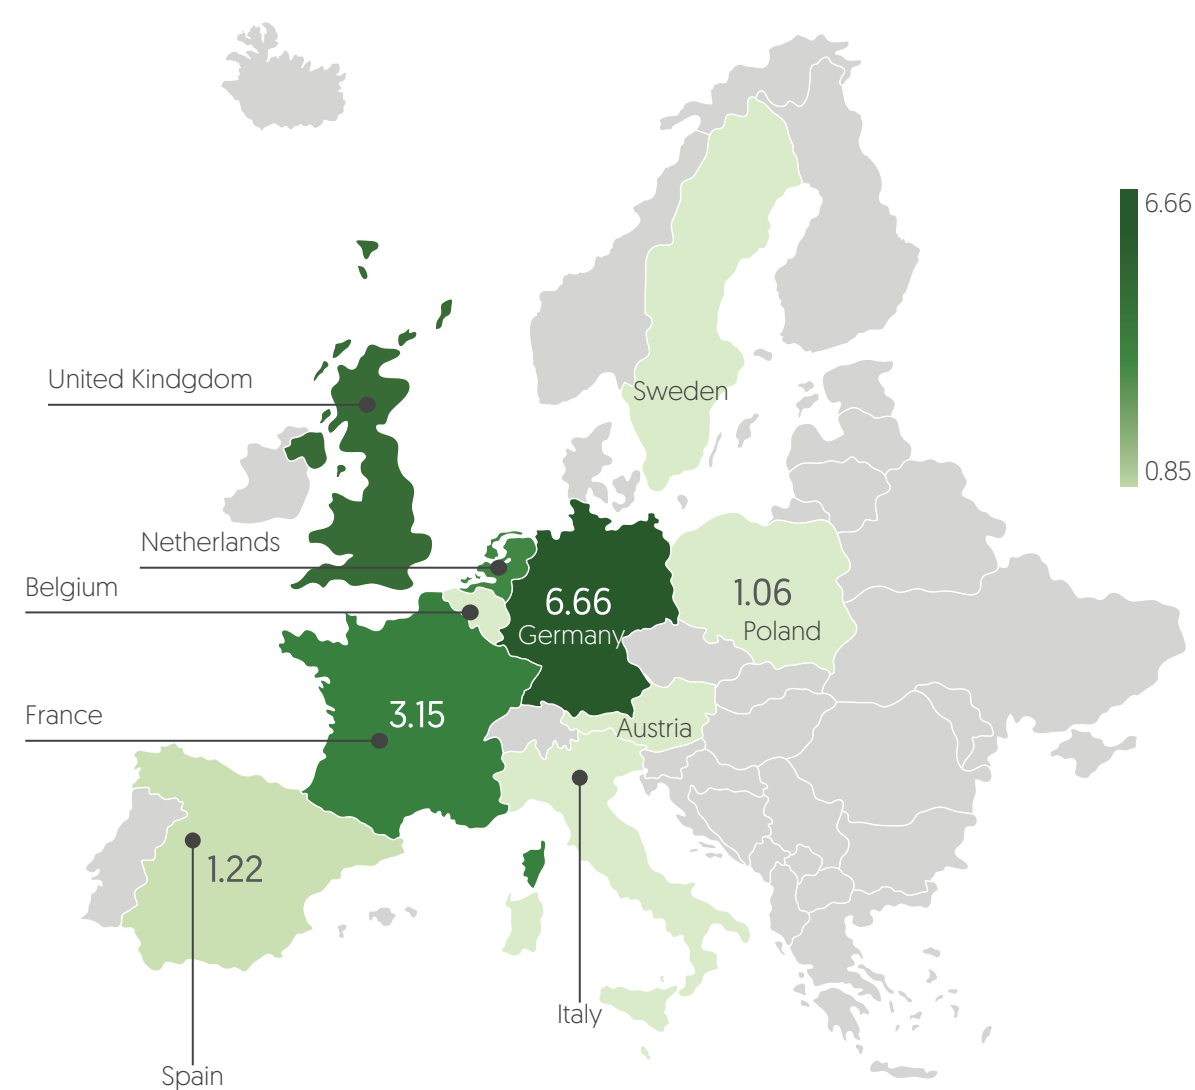 6.66
0.85
United Kindgdom
Sweden
Netherlands
Belgium
6.66
Germany
1.06
Poland
France
3.15
Austria
1.22
Italy
Spain